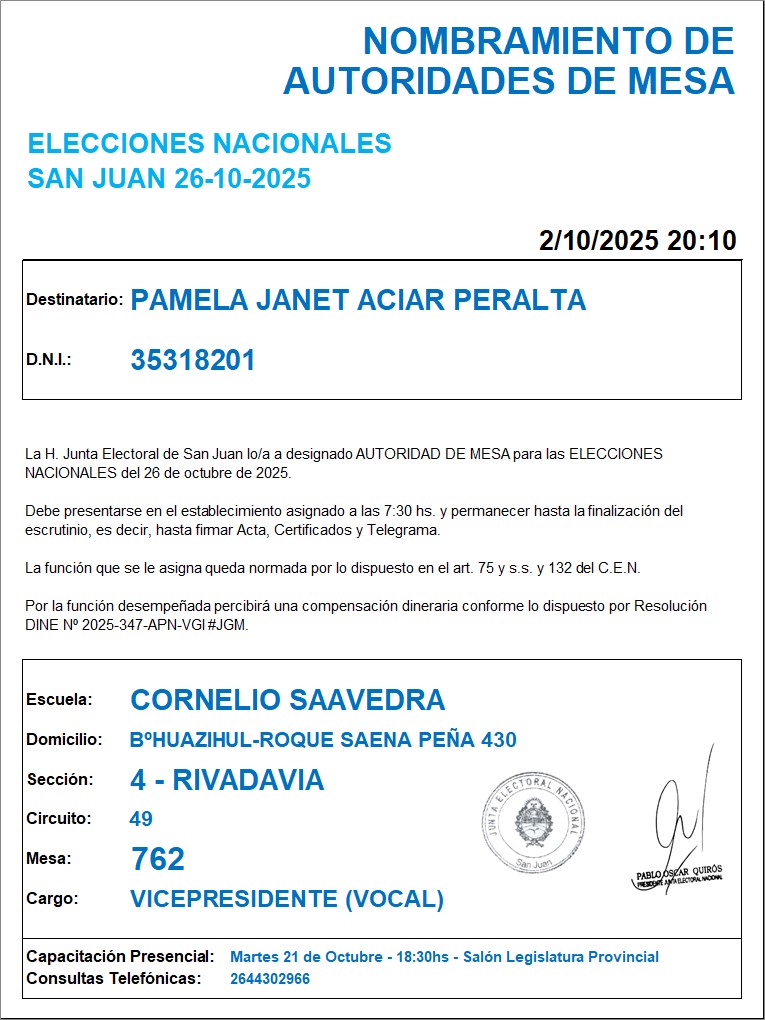 NOMBRAMIENTO DE
AUTORIDADES DE MESA
ELECCIONES NACIONALES
SAN JUAN 26-10-2025
2/10/2025 20:10
Destinatario: PAMELA JANET ACIAR PERALTA
D.N.I.: 35318201
La H. Junta Electoral de San Juan lo/a a designado AUTORIDAD DE MESA para las ELECCIONES
NACIONALES del 26 de octubre de 2025.
Debe presentarse en el establecimiento asignado a las 7:30 hs. y permanecer hasta la finalización del
escrutinio, es decir, hasta firmar Acta, Certificados y Telegrama.
La función que se le asigna queda normada por lo dispuesto en el art. 75 y s.s. y 132 del C.E.N.
Por la función desempeñada percibirá una compensación dineraria conforme lo dispuesto por Resolución
DINE Nº 2025-347-APN-VGI#JGM.
Escuela: CORNELIO SAAVEDRA
Domicilio: BºHUAZIHUL-ROQUE SAENA PEÑA 430
Sección: 4 - RIVADAVIA
Circuito: 49
Mesa: 762
Cargo: VICEPRESIDENTE (VOCAL)
JUNTA ELECTORAL NACIONAL
San Juan
PABLO OSCAR QUIRÓS
PRESIDENTE JUNTA ELECTORAL NACIONAL
Capacitación Presencial: Martes 21 de Octubre - 18:30hs - Salón Legislatura Provincial
Consultas Telefónicas: 2644302966